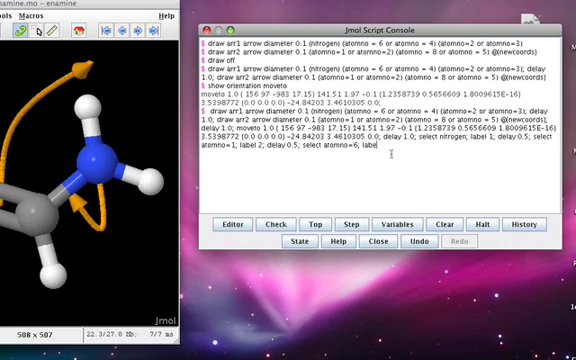 enamine.mo - enamine
ols Macros
Help
Jmol
508 x 507
22.3/27.0 Mb; 7/7 ms
Jmol Script Console
$ draw arr1 arrow diameter 0.1 (nitrogen) (atomno = 6 or atomno = 4) (atomno=2 or atomno=3)
$ draw arr2 arrow diameter 0.1 (atomno=1 or atomno=2) (atomno = 8 or atomno = 5) @{newcoords}
$ draw off
$ draw arr1 arrow diameter 0.1 (nitrogen) (atomno = 6 or atomno = 4) (atomno=2 or atomno=3); delay
1.0; draw arr2 arrow diameter 0.1 (atomno=1 or atomno=2) (atomno = 8 or atomno = 5) @{newcoords}
$ show orientation moveto
moveto 1.0 { 156 97 -983 17.15} 141.51 1.97 -0.1 {1.2358739 0.5656609 1.8009615E-16}
3.5398772 {0.0 0.0 0.0} -24.84203 3.4610305 0.0;
$ draw arr1 arrow diameter 0.1 (nitrogen) (atomno = 6 or atomno = 4) (atomno=2 or atomno=3); delay
1.0; draw arr2 arrow diameter 0.1 (atomno=1 or atomno=2) (atomno = 8 or atomno = 5) @{newcoords};
delay 1.0; moveto 1.0 { 156 97 -983 17.15} 141.51 1.97 -0.1 {1.2358739 0.5656609 1.8009615E-16}
3.5398772 {0.0 0.0 0.0} -24.84203 3.4610305 0.0; delay 1.0; select nitrogen; label 1; delay 0.5; select
atomno=1; label 2; delay 0.5; select atomno=6; labe
Editor Check Top Step Variables Clear Halt History
State Help Close Undo Redo